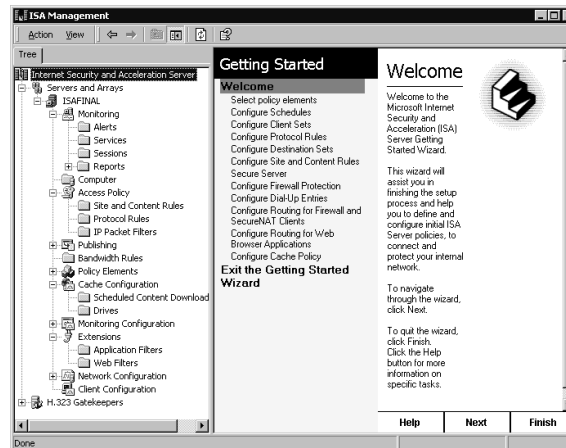 ISA Management
Action View
Tree
Internet Security and Acceleration Server
Servers and Arrays
ISAFINAL
Monitoring
Alerts
Services
Sessions
Reports
Computer
Access Policy
Site and Content Rules
Protocol Rules
IP Packet Filters
Publishing
Bandwidth Rules
Policy Elements
Cache Configuration
Scheduled Content Download
Drives
Monitoring Configuration
Extensions
Application Filters
Web Filters
Network Configuration
Client Configuration
H.323 Gatekeepers
Getting Started
Welcome
Select policy elements
Configure Schedules
Configure Client Sets
Configure Protocol Rules
Configure Destination Sets
Configure Site and Content Rules
Secure Server
Configure Firewall Protection
Configure Dial-Up Entries
Configure Routing for Firewall and
SecureNAT Clients
Configure Routing for Web
Browser Applications
Configure Cache Policy
Exit the Getting Started
Wizard
Welcome
Welcome to the
Microsoft Internet
Security and
Acceleration (ISA)
Server Getting
Started Wizard.
This wizard will
assist you in
finishing the setup
process and help
you to define and
configure initial ISA
Server policies, to
connect and
protect your internal
network.
To navigate
through the wizard,
click Next.
To quit the wizard,
click Finish.
Click the Help
button for more
information on
specific tasks.
Help Next Finish
Done